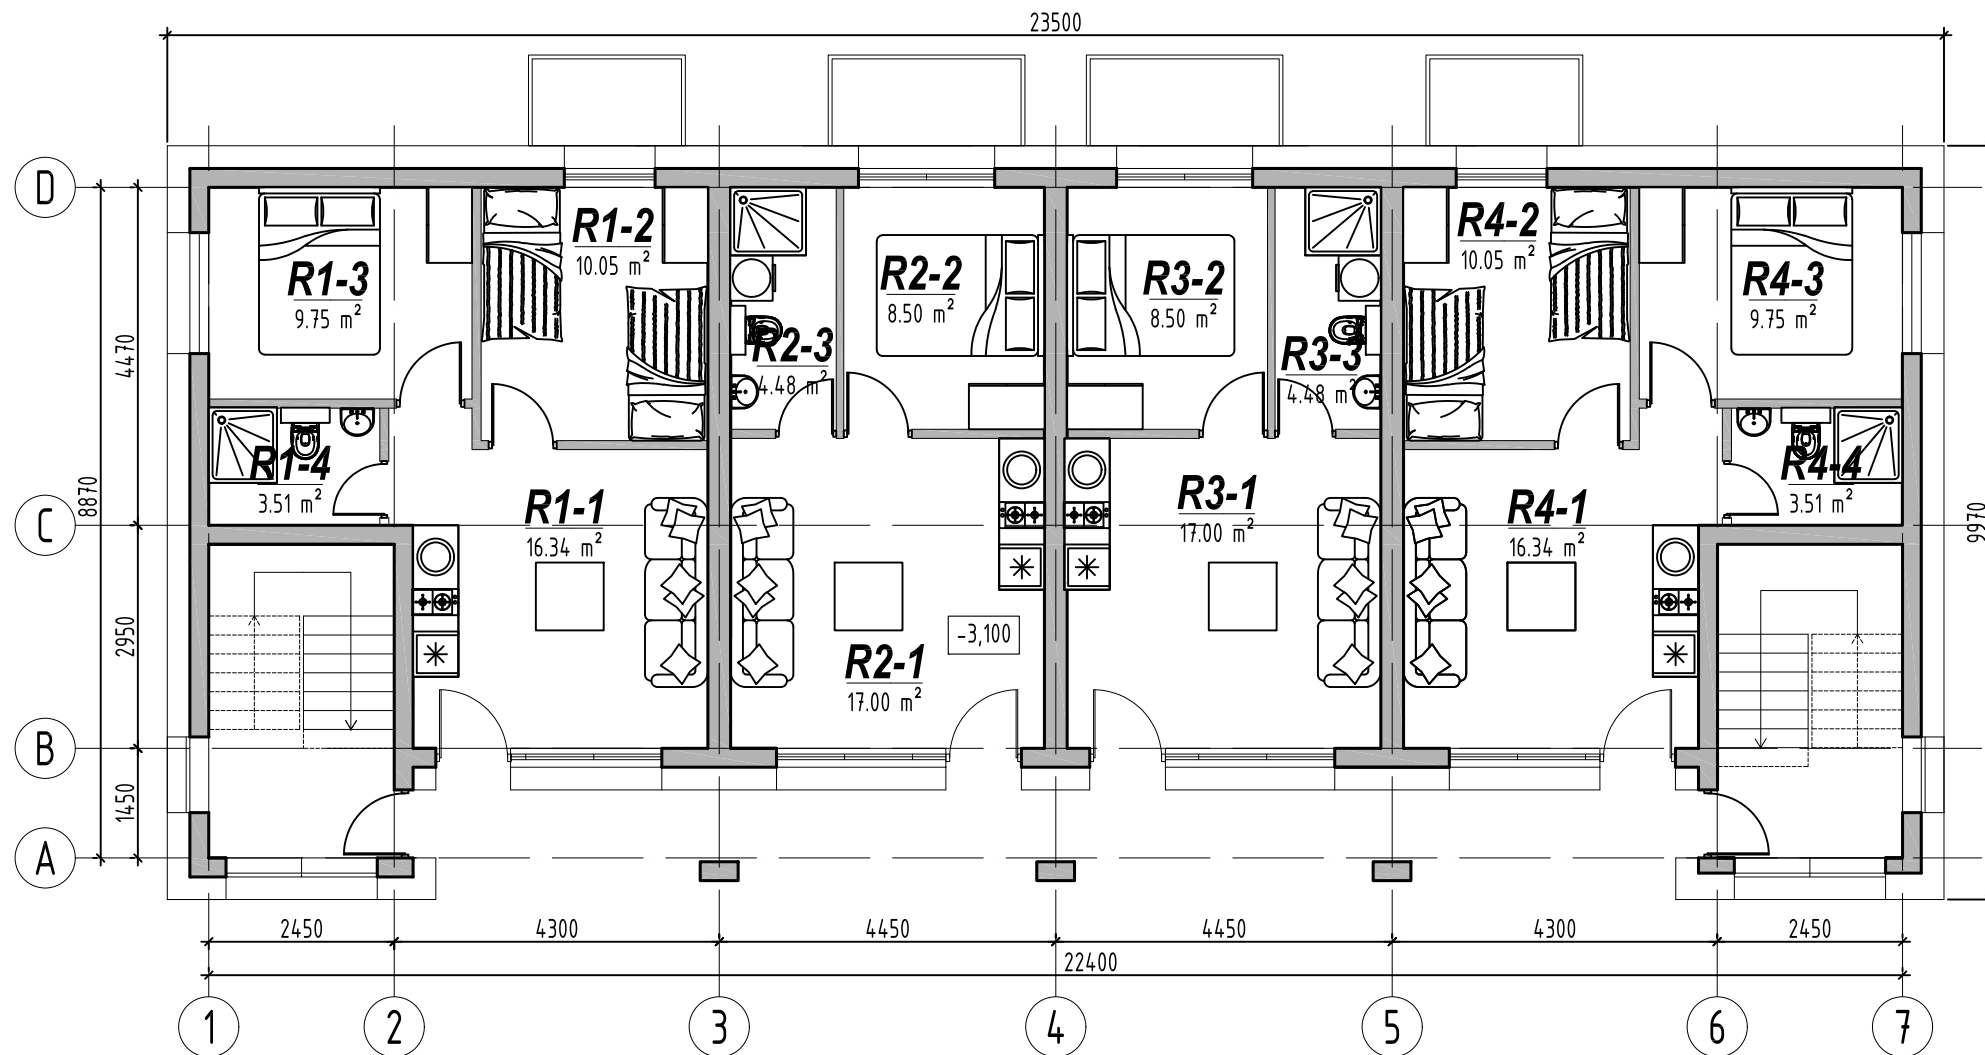 23500
D
R1-3
9.75 m²
R1-2
10.05 m²
R2-3
4.48 m²
R2-2
8.50 m²
R3-2
8.50 m²
R3-3
4.48 m
R4-2
10.05 m²
R4-3
9.75 m²
4470
8870
R1-4
3.51 m²
R1-1
16.34 m²
R3-1
17.00 m²
R4-1
16.34 m²
R4-4
3.51 m²
C
9970
2950
-3,100
R2-1
17.00 m²
B
1450
A
2450
4300
4450
4450
4300
2450
22400
1
2
3
4
5
6
7